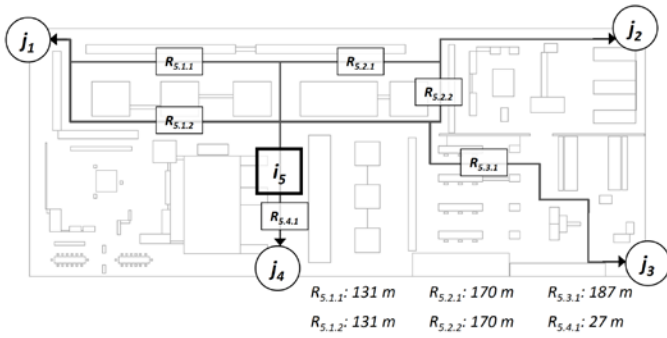 j1
j2
R5.1.1
R5.2.1
R5.2.2
R5.1.2
i5
R5.3.1
R5.4.1
j4
j3
R5.1.1: 131 m R5.2.1: 170 m R5.3.1: 187 m
R5.1.2: 131 m R5.2.2: 170 m R5.4.1: 27 m